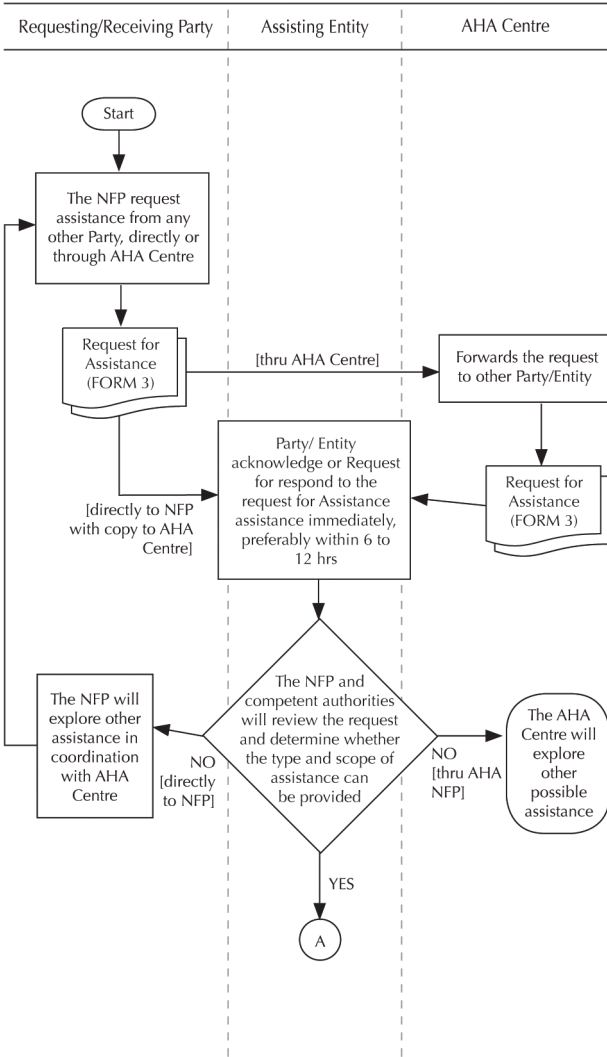 Requesting/Receiving Party
Assisting Entity
AHA Centre
Start
The NFP request
assistance from any
other Party, directly or
through AHA Centre
Request for
Assistance
(FORM 3)
[thru AHA Centre]
Forwards the request
to other Party/Entity
[directly to NFP
with copy to AHA
Centre]
Party/ Entity
acknowledge or Request
for respond to the
request for Assistance
assistance immediately,
preferably within 6 to
12 hrs
Request for
Assistance
(FORM 3)
The NFP will
explore other
assistance in
coordination
with AHA
Centre
NO
[directly
to NFP]
The NFP and
competent authorities
will review the request
and determine whether
the type and scope of
assistance can
be provided
NO
[thru AHA
NFP]
The AHA
Centre will
explore
other
possible
assistance
YES
A